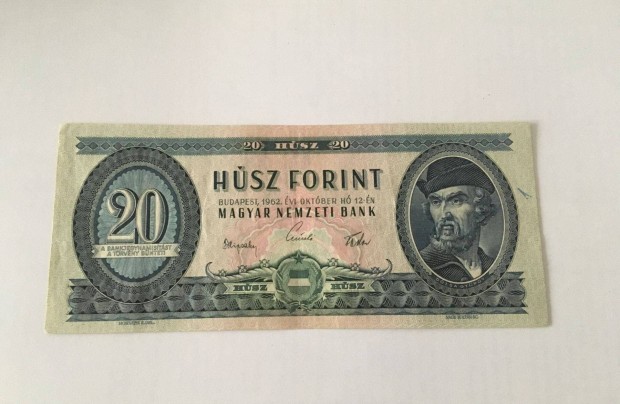 20 HÚSZ 20
HÚSZ FORINT
BUDAPEST, 1962. ÉVI OKTÓBER HÓ 12-ÉN
MAGYAR NEMZETI BANK
20
A BANKJEGYHAMISÍTÁST
A TÖRVÉNY BÜNTETI
HÚSZ HÚSZ